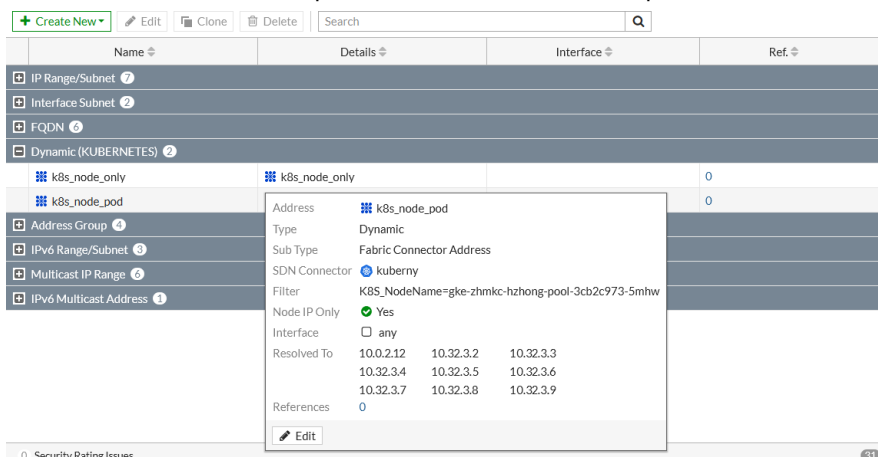 Create New Edit Clone Delete Search
Name Details Interface Ref.
IP Range/Subnet 7
Interface Subnet 2
FQDN 6
Dynamic (KUBERNETES) 2
k8s_node_only k8s_node_only 0
k8s_node_pod 0
Address k8s_node_pod
Type Dynamic
Sub Type Fabric Connector Address
SDN Connector kuberny
Filter K8S_NodeName=gke-zhmkc-hzhong-pool-3cb2c973-5mhw
Node IP Only Yes
Interface any
Resolved To 10.0.2.12 10.32.3.2 10.32.3.3
10.32.3.4 10.32.3.5 10.32.3.6
10.32.3.7 10.32.3.8 10.32.3.9
References 0
Edit
Address Group 4
IPv6 Range/Subnet 3
Multicast IP Range 6
IPv6 Multicast Address 1
0 Security Rating Issues 31